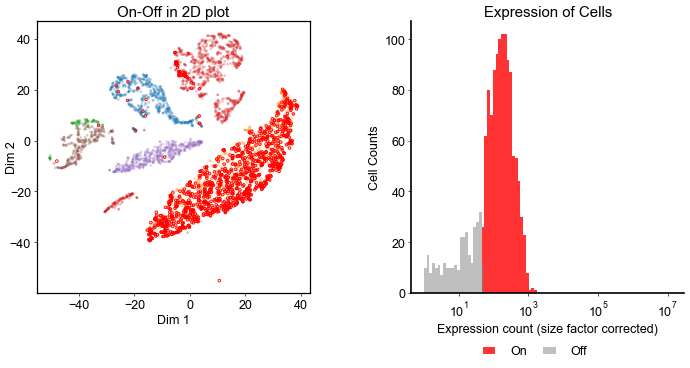 On-Off in 2D plot
40
20
0
−20
−40
Dim 2
−40
−20
0
20
40
Dim 1
Expression of Cells
100
80
60
40
20
0
Cell Counts
10^1
10^3
10^5
10^7
Expression count (size factor corrected)
On
Off